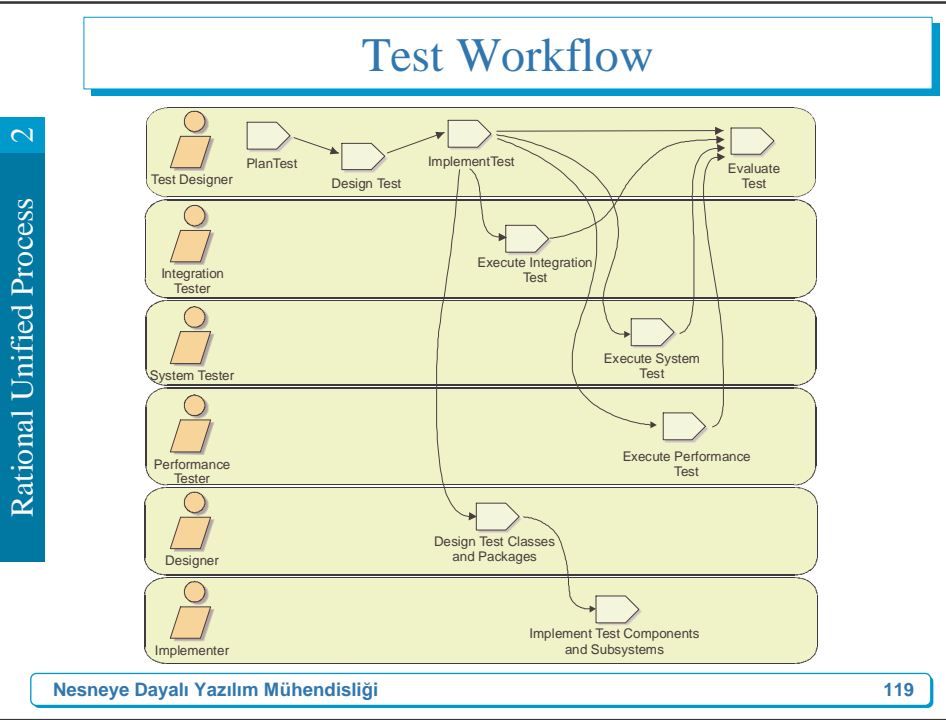 Test Workflow
2
Rational Unified Process
Test Designer
PlanTest
Design Test
ImplementTest
Evaluate
Test
Integration
Tester
Execute Integration
Test
System Tester
Execute System
Test
Performance
Tester
Execute Performance
Test
Designer
Design Test Classes
and Packages
Implementer
Implement Test Components
and Subsystems
Nesneye Dayalı Yazılım Mühendisliği
119